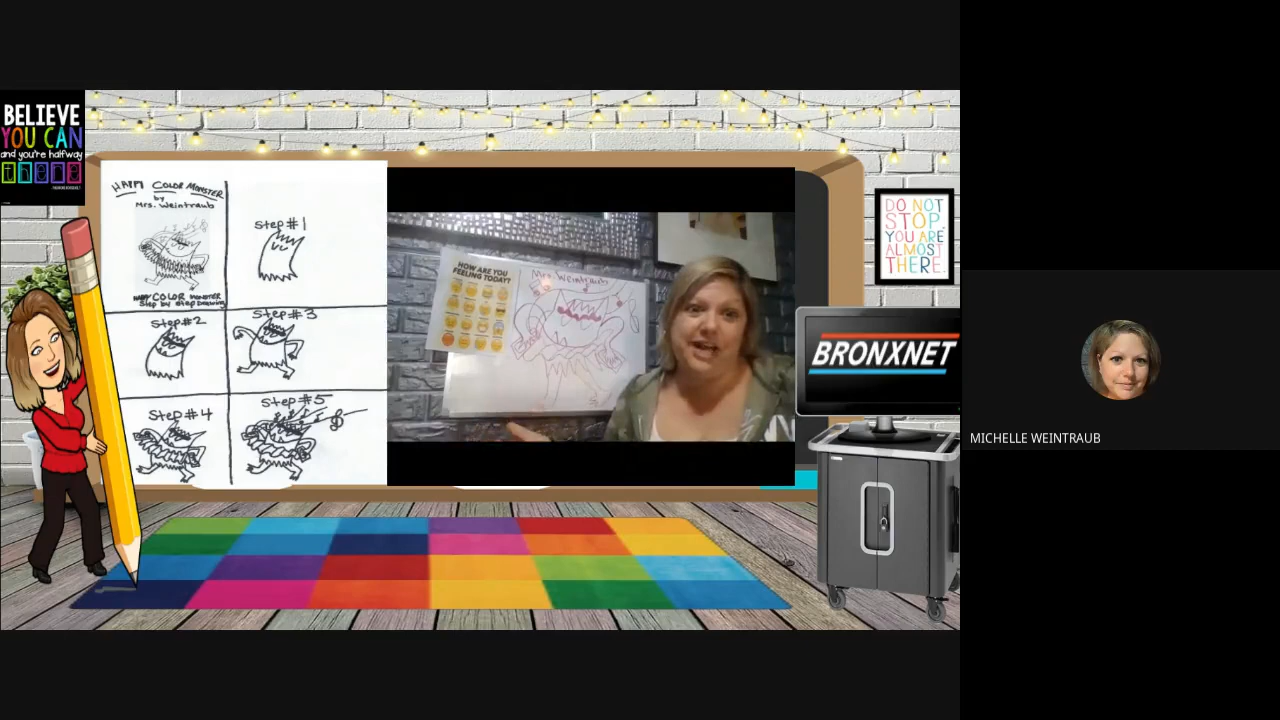 BELIEVE
YOU CAN
and you're halfway
there
HAPPY COLOR MONSTER
by
Mrs. Weintraub
HAPPY COLOR MONSTER
Step by Step Drawing
Step #1
Step #2
Step #3
Step #4
Step #5
HOW ARE YOU
FEELING TODAY?
Mrs. Weintraub
DO NOT
STOP.
YOU ARE
ALMOST
THERE.
BRONXNET
MICHELLE WEINTRAUB